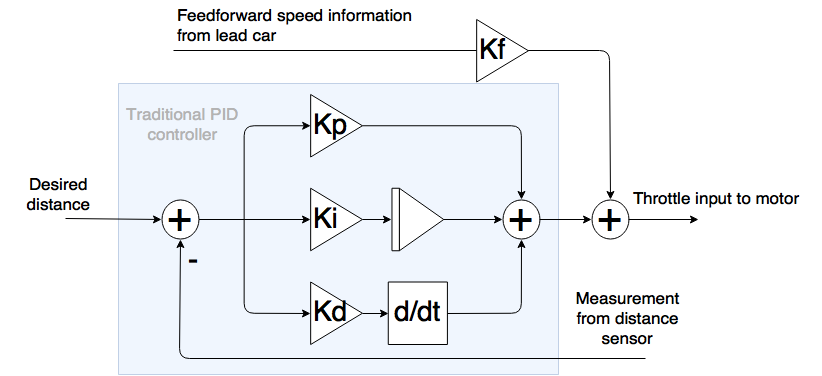 Feedforward speed information
from lead car
Kf
Traditional PID
controller
Kp
Desired
distance
+
Ki
+
+
Throttle input to motor
-
Kd
d/dt
Measurement
from distance
sensor